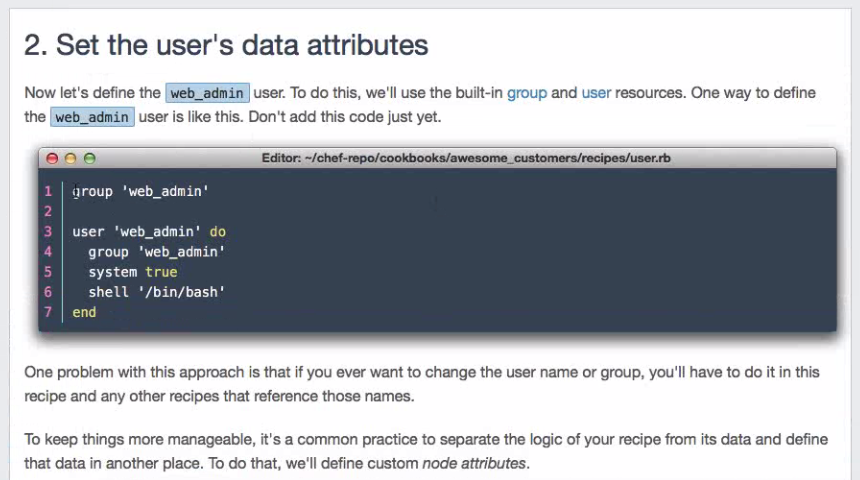 2. Set the user's data attributes
Now let's define the web_admin user. To do this, we'll use the built-in group and user resources. One way to define
the web_admin user is like this. Don't add this code just yet.
Editor: ~/chef-repo/cookbooks/awesome_customers/recipes/user.rb
1 group 'web_admin'
2
3 user 'web_admin' do
4   group 'web_admin'
5   system true
6   shell '/bin/bash'
7 end
One problem with this approach is that if you ever want to change the user name or group, you'll have to do it in this
recipe and any other recipes that reference those names.
To keep things more manageable, it's a common practice to separate the logic of your recipe from its data and define
that data in another place. To do that, we'll define custom node attributes.